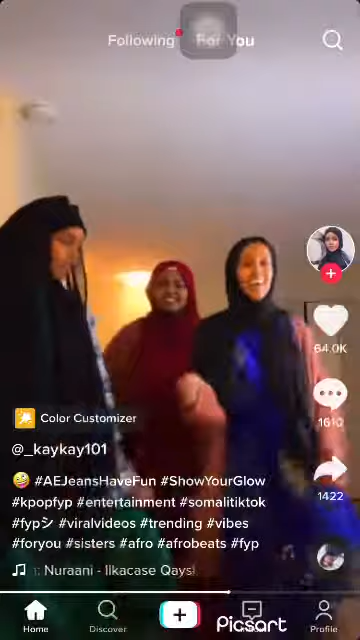 Following
For You
64.0K
1610
1422
Color Customizer
@_kaykay101
🤪 #AEJeansHaveFun #ShowYourGlow
#kpopfyp #entertainment #somalitiktok
#fypシ #viralvideos #trending #vibes
#foryou #sisters #afro #afrobeats #fyp
Nuraani - Ilkacase Qaysi
Home
Discover
Profile
Picsart